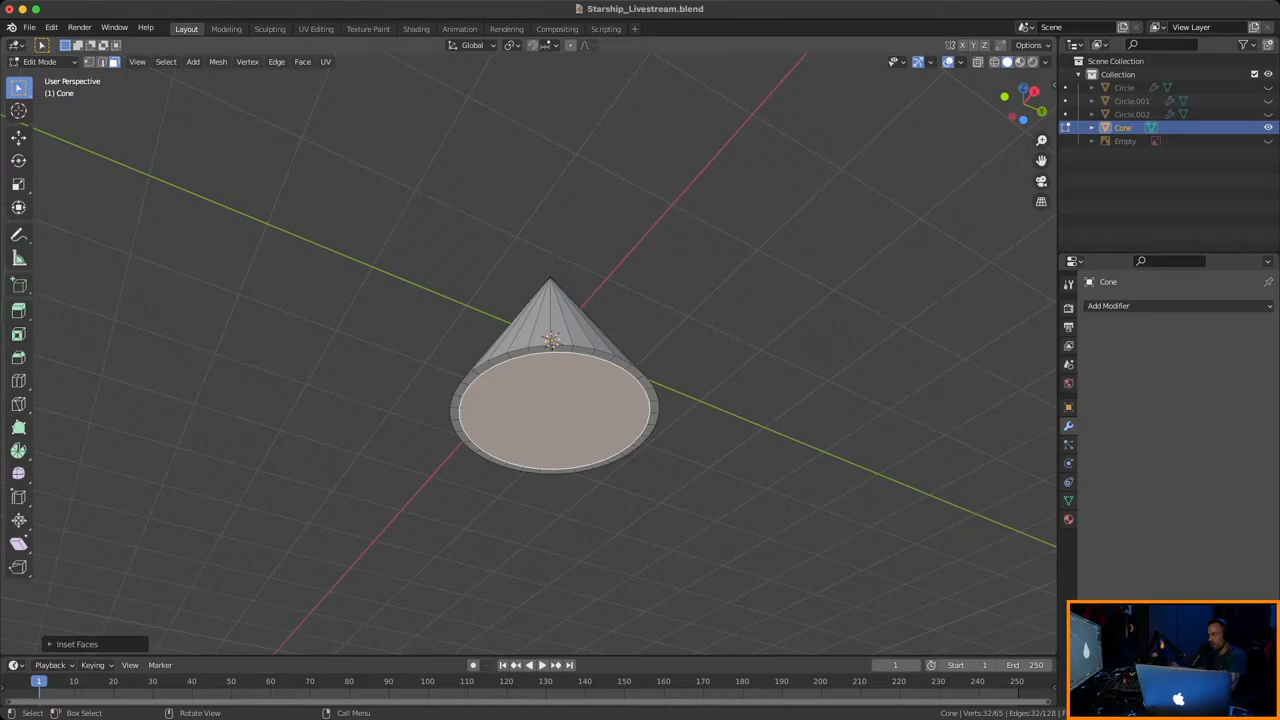 Starship_Livestream.blend
File Edit Render Window Help Layout Modeling Sculpting UV Editing Texture Paint Shading Animation Rendering Compositing Scripting + Scene View Layer
Global X Y Z Options
Edit Mode View Select Add Mesh Vertex Edge Face UV
User Perspective
(1) Cone
Z X Y
Scene Collection
Collection
Circle
Circle.001
Circle.002
Cone
Empty
Cone
Add Modifier
Inset Faces
Playback Keying View Marker 1 Start 1 End 250
1 10 20 30 40 50 60 70 80 90 100 110 120 130 140 150 160 170 180 190 200 210 220 230 240 250
Select Box Select Rotate View Call Menu Cone | Verts:32/65 | Edges:32/128 |